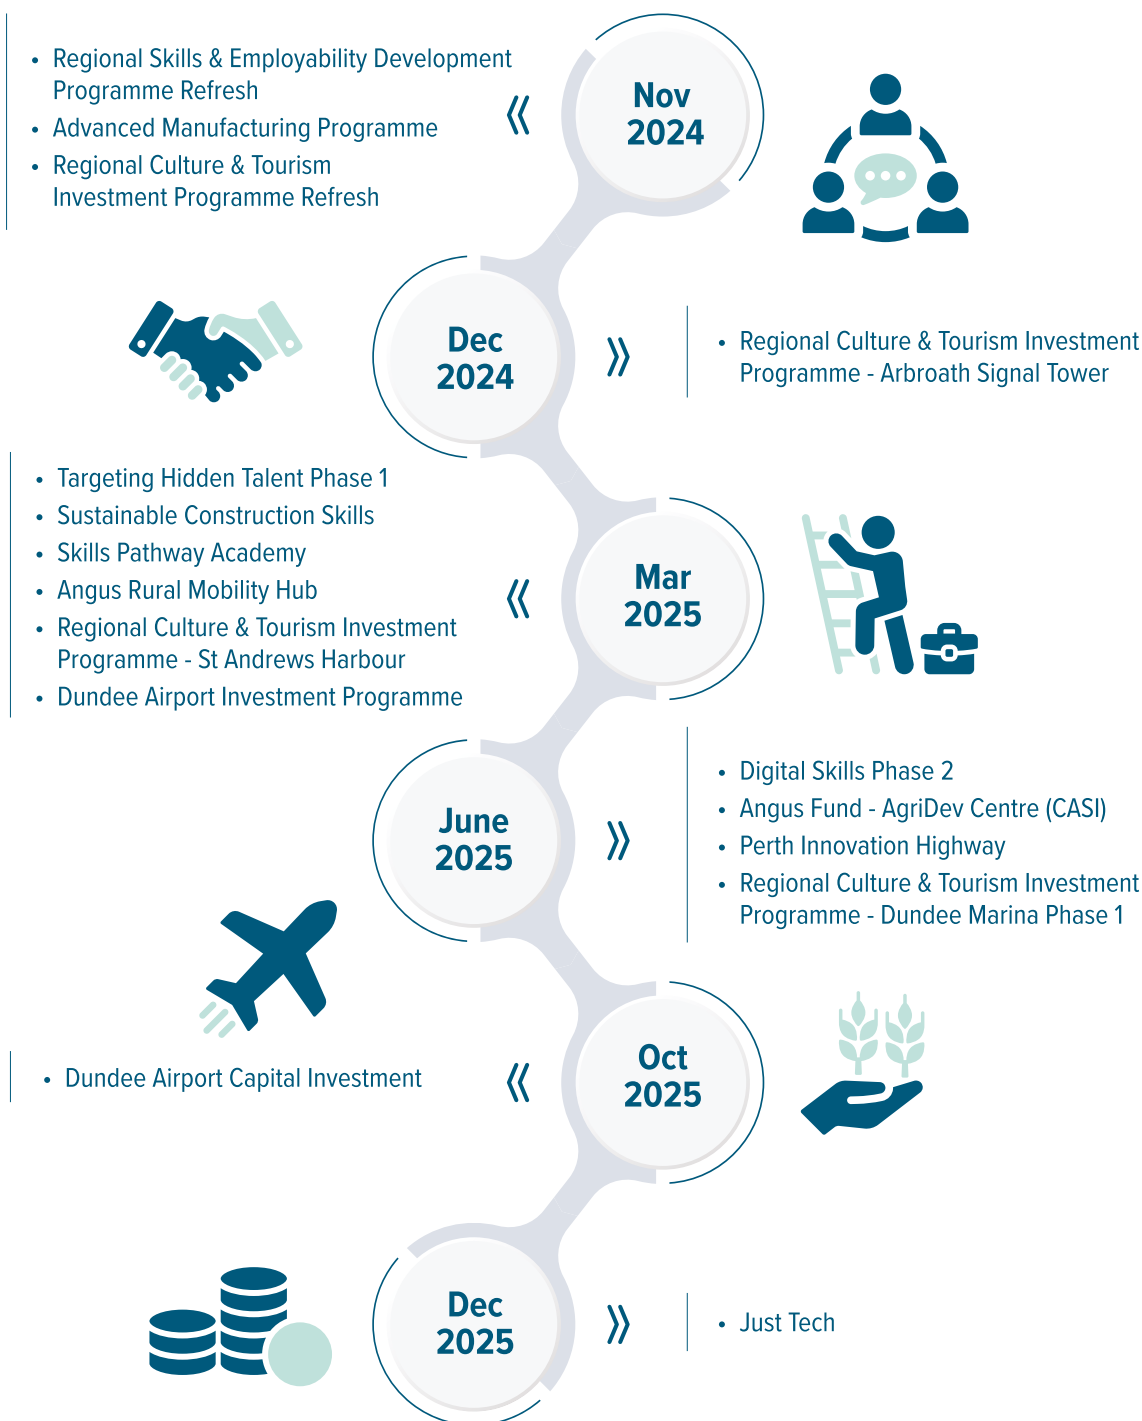 Nov
2024
• Regional Skills & Employability Development
Programme Refresh
• Advanced Manufacturing Programme
• Regional Culture & Tourism
Investment Programme Refresh
Dec
2024
• Regional Culture & Tourism Investment
Programme - Arbroath Signal Tower
Mar
2025
• Targeting Hidden Talent Phase 1
• Sustainable Construction Skills
• Skills Pathway Academy
• Angus Rural Mobility Hub
• Regional Culture & Tourism Investment
Programme - St Andrews Harbour
• Dundee Airport Investment Programme
June
2025
• Digital Skills Phase 2
• Angus Fund - AgriDev Centre (CASI)
• Perth Innovation Highway
• Regional Culture & Tourism Investment
Programme - Dundee Marina Phase 1
Oct
2025
• Dundee Airport Capital Investment
Dec
2025
• Just Tech